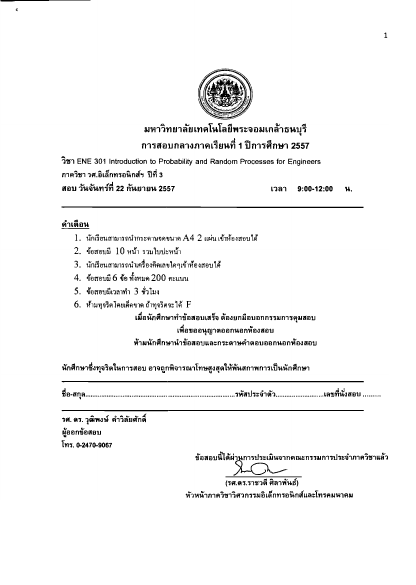 1
มหาวิทยาลัยเทคโนโลยีพระจอมเกล้าธนบุรี
การสอบกลางภาคเรียนที่ 1 ปีการศึกษา 2557
วิชา ENE 301 Introduction to Probability and Random Processes for Engineers
ภาควิชา วศ.อิเล็กทรอนิกส์ฯ ปีที่ 3
สอบ วันจันทร์ที่ 22 กันยายน 2557 เวลา 9:00-12:00 น.
คำเตือน
1. นักเรียนสามารถนำกระดาษจดขนาด A4 2 แผ่น เข้าห้องสอบได้
2. ข้อสอบมี 10 หน้า รวมใบปะหน้า
3. นักเรียนสามารถนำเครื่องคิดเลขใดๆเข้าห้องสอบได้
4. ข้อสอบมี 6 ข้อ ทั้งหมด 200 คะแนน
5. ข้อสอบมีเวลาทำ 3 ชั่วโมง
6. ห้ามทุจริตโดยเด็ดขาด ถ้าทุจริตจะได้ F
เมื่อนักศึกษาทำข้อสอบเสร็จ ต้องยกมือบอกกรรมการคุมสอบ
เพื่อขออนุญาตออกนอกห้องสอบ
ห้ามนักศึกษานำข้อสอบและกระดาษคำตอบออกนอกห้องสอบ
นักศึกษาซึ่งทุจริตในการสอบ อาจถูกพิจารณาโทษสูงสุดให้พ้นสภาพการเป็นนักศึกษา
ชื่อ-สกุล..................................................รหัสประจำตัว.........................เลขที่นั่งสอบ .........
รศ. ดร. วุฒิพงษ์ คำวิลัยศักดิ์
ผู้ออกข้อสอบ
โทร. 0-2470-9067
ข้อสอบนี้ได้ผ่านการประเมินจากคณะกรรมการประจำภาควิชาแล้ว
(รศ.ดร.ราชวดี ศิลาพันธ์)
หัวหน้าภาควิชาวิศวกรรมอิเล็กทรอนิกส์และโทรคมนาคม